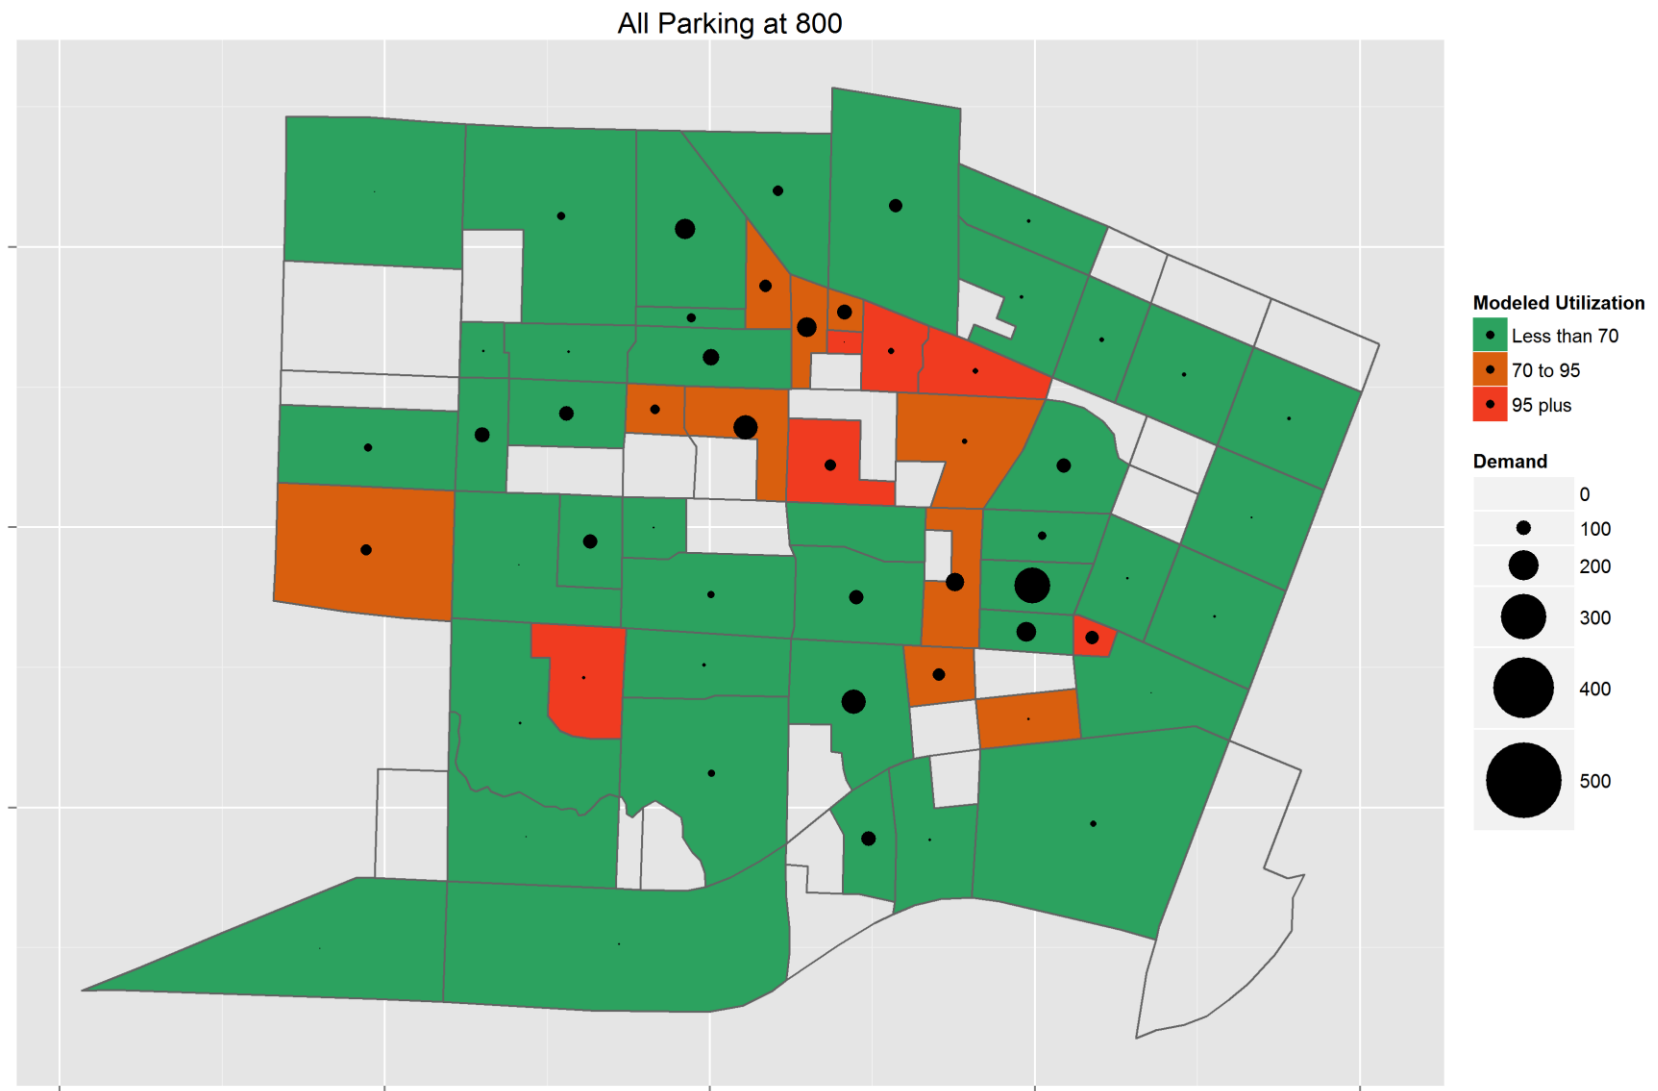 All Parking at 800
Modeled Utilization
Less than 70
70 to 95
95 plus
Demand
0
100
200
300
400
500